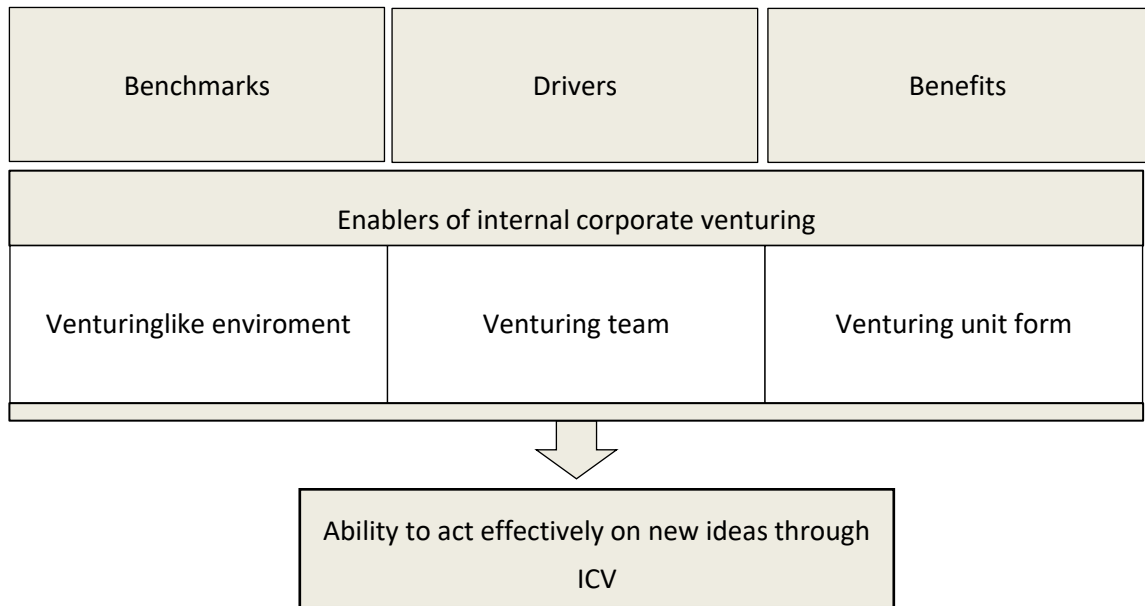 Benchmarks
Drivers
Benefits
Enablers of internal corporate venturing
Venturinglike enviroment
Venturing team
Venturing unit form
Ability to act effectively on new ideas through
ICV